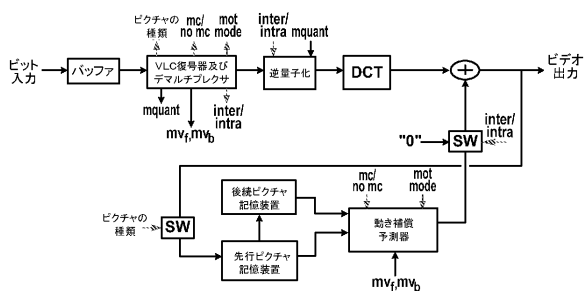 ピクチャの
種類
mc/
no mc
mot
mode
inter/
intra
mquant
ビット
入力
バッファ
VLC復号器及び
デマルチプレクサ
逆量子化
DCT
+
ビデオ
出力
mquant
inter/
intra
mvf,mvb
"0"
SW
inter/
intra
ピクチャの
種類
SW
後続ピクチャ
記憶装置
先行ピクチャ
記憶装置
mc/
no mc
mot
mode
動き補償
予測器
mvf,mvb